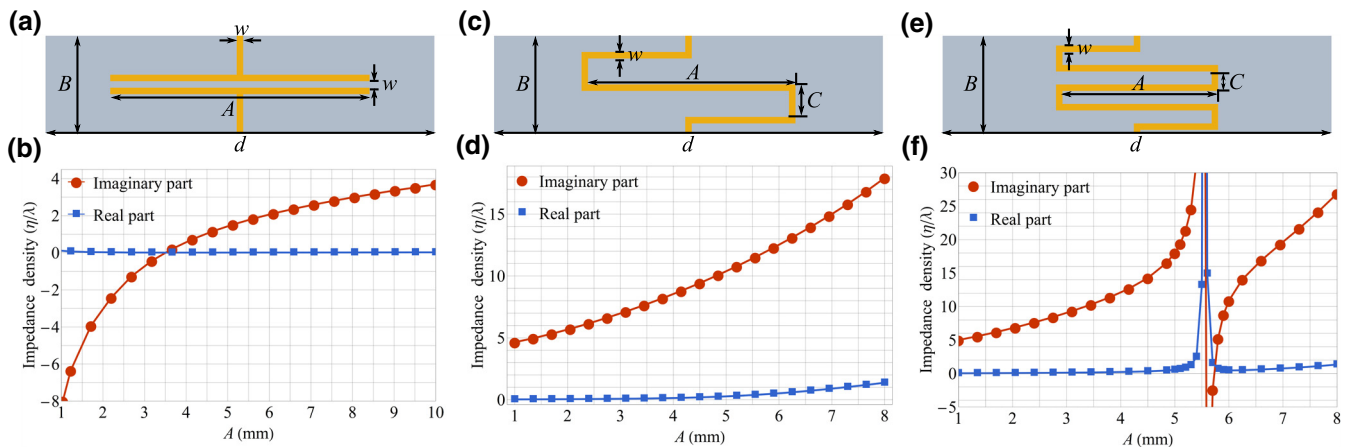 (a)
w
B
w
A
d
(c)
w
B
A
C
d
(e)
w
B
A
C
d
(b)
Impedance density (η/λ)
4
2
0
−2
−4
−6
−8
Imaginary part
Real part
1 2 3 4 5 6 7 8 9 10
A (mm)
(d)
Impedance density (η/λ)
15
10
5
0
Imaginary part
Real part
1 2 3 4 5 6 7 8
A (mm)
(f)
Impedance density (η/λ)
30
25
20
15
10
5
0
−5
Imaginary part
Real part
1 2 3 4 5 6 7 8
A (mm)